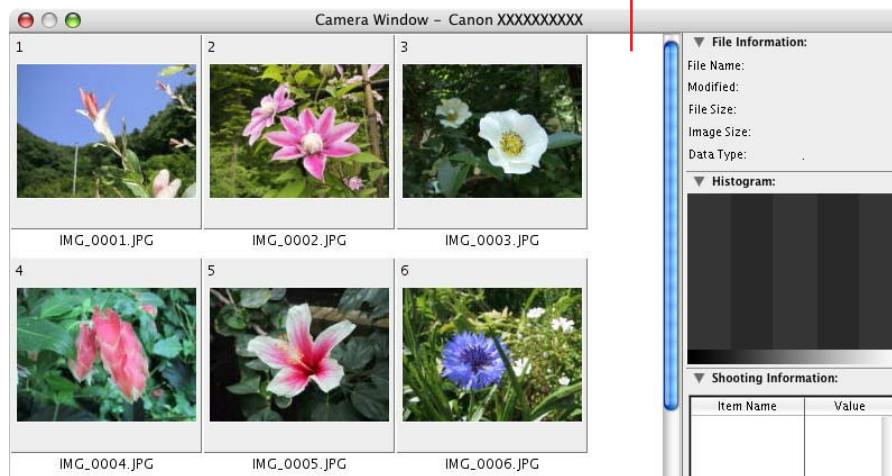 Camera Window – Canon XXXXXXXXXX
1
2
3
IMG_0001.JPG
IMG_0002.JPG
IMG_0003.JPG
4
5
6
IMG_0004.JPG
IMG_0005.JPG
IMG_0006.JPG
File Information:
File Name:
Modified:
File Size:
Image Size:
Data Type:
Histogram:
Shooting Information:
Item Name
Value